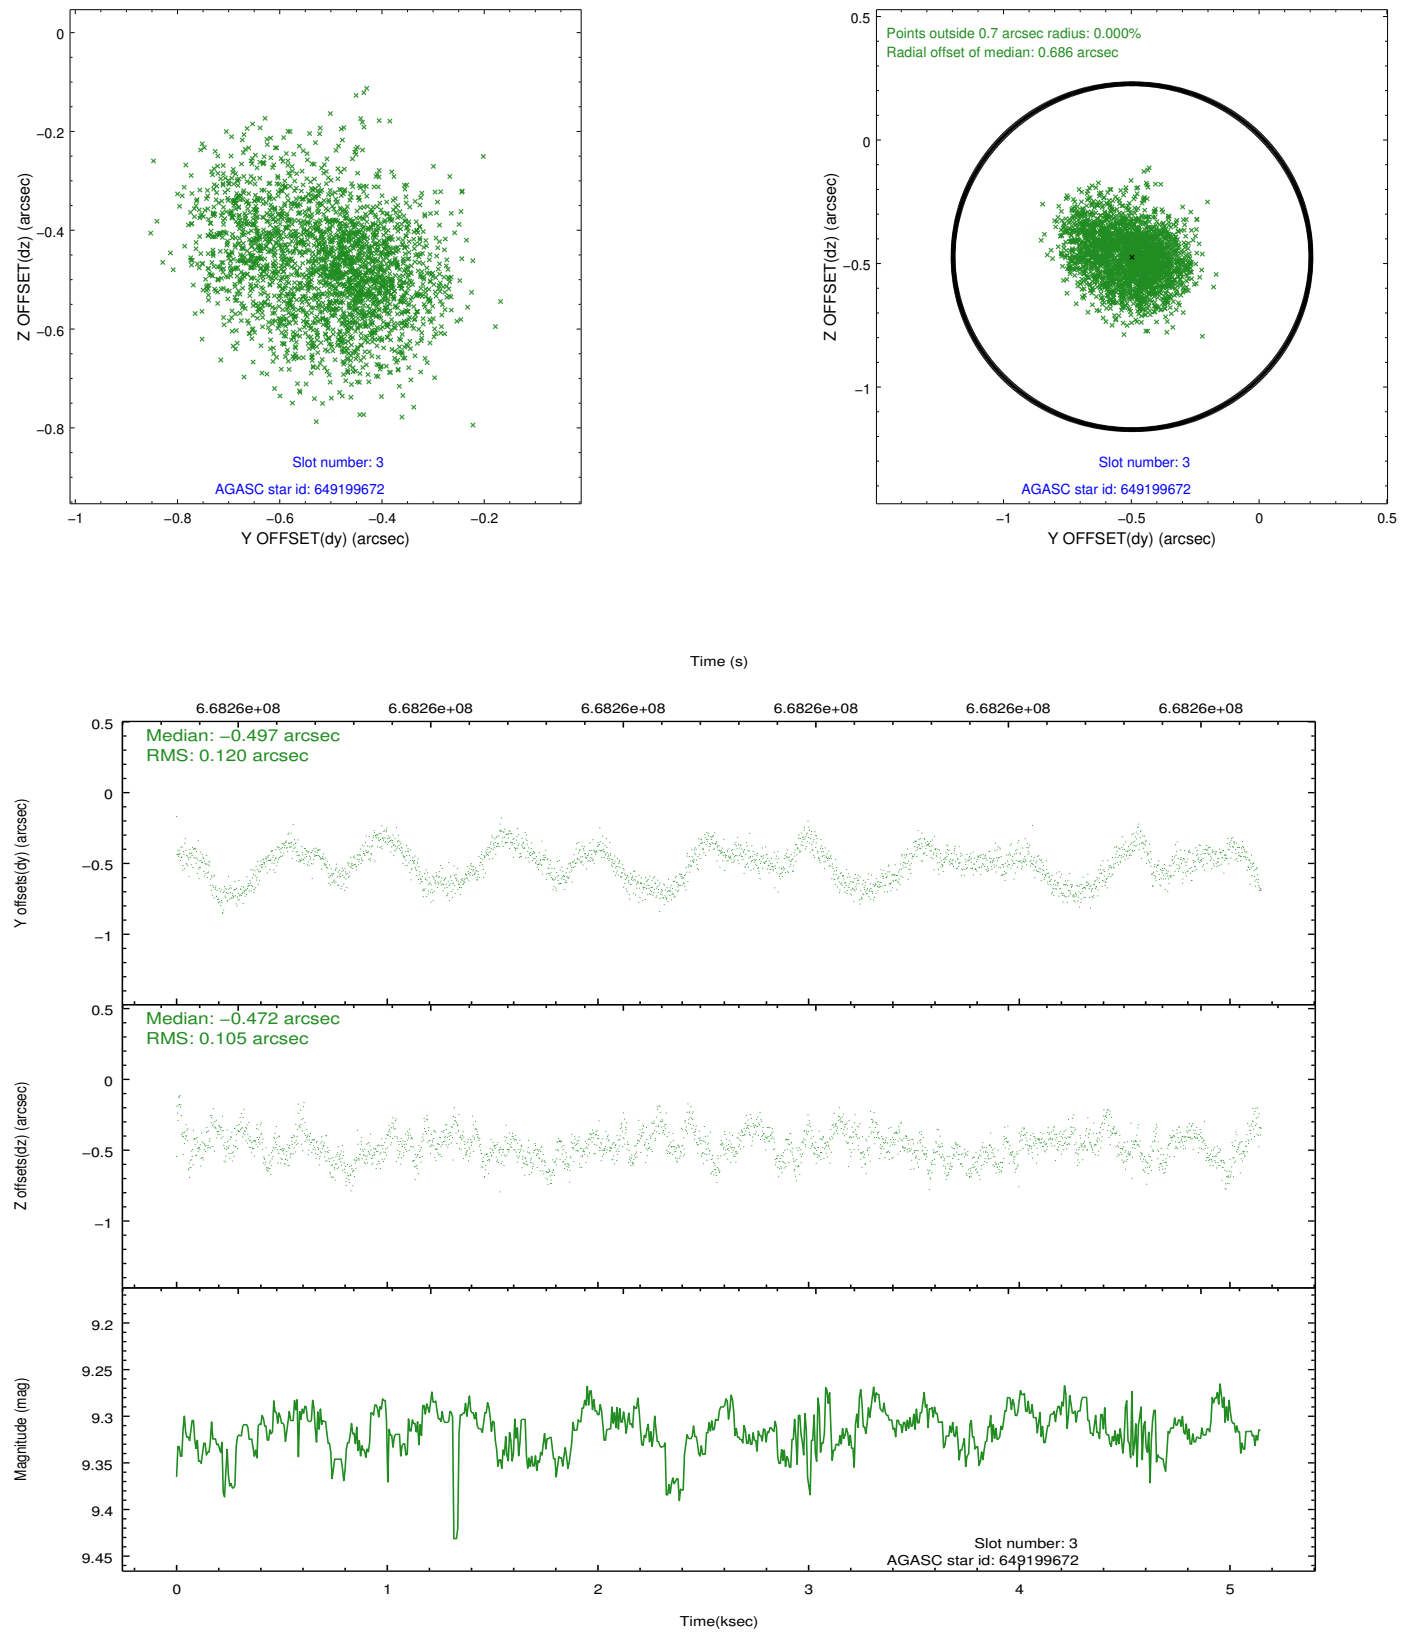 0
−0.2
−0.4
−0.6
−0.8
Z OFFSET(dz) (arcsec)
Slot number: 3
AGASC star id: 649199672
−1
−0.8
−0.6
−0.4
−0.2
Y OFFSET(dy) (arcsec)
0.5
0
−0.5
−1
Z OFFSET(dz) (arcsec)
Points outside 0.7 arcsec radius: 0.000%
Radial offset of median: 0.686 arcsec
Slot number: 3
AGASC star id: 649199672
−1
−0.5
0
0.5
Y OFFSET(dy) (arcsec)
Time (s)
6.6826e+08
6.6826e+08
6.6826e+08
6.6826e+08
6.6826e+08
6.6826e+08
0.5
0
−0.5
−1
Y offsets(dy) (arcsec)
Median: −0.497 arcsec
RMS: 0.120 arcsec
0.5
0
−0.5
−1
Z offsets(dz) (arcsec)
Median: −0.472 arcsec
RMS: 0.105 arcsec
9.2
9.25
9.3
9.35
9.4
9.45
Magnitude (mag)
Slot number: 3
AGASC star id: 649199672
0
1
2
3
4
5
Time(ksec)